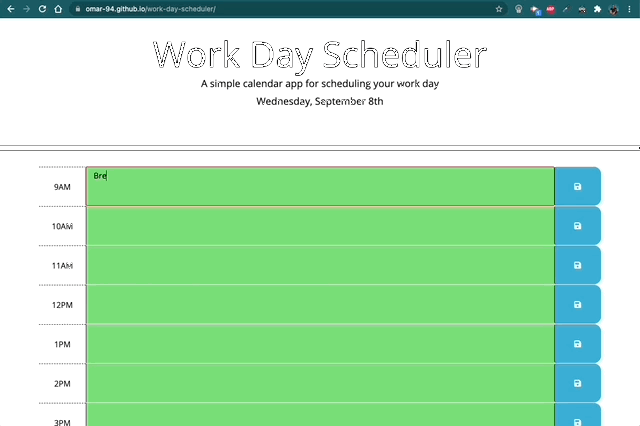 omar-94.github.io/work-day-scheduler/
Work Day Scheduler
A simple calendar app for scheduling your work day
Wednesday, September 8th
9AM
Bre
10AM
11AM
12PM
1PM
2PM
3PM